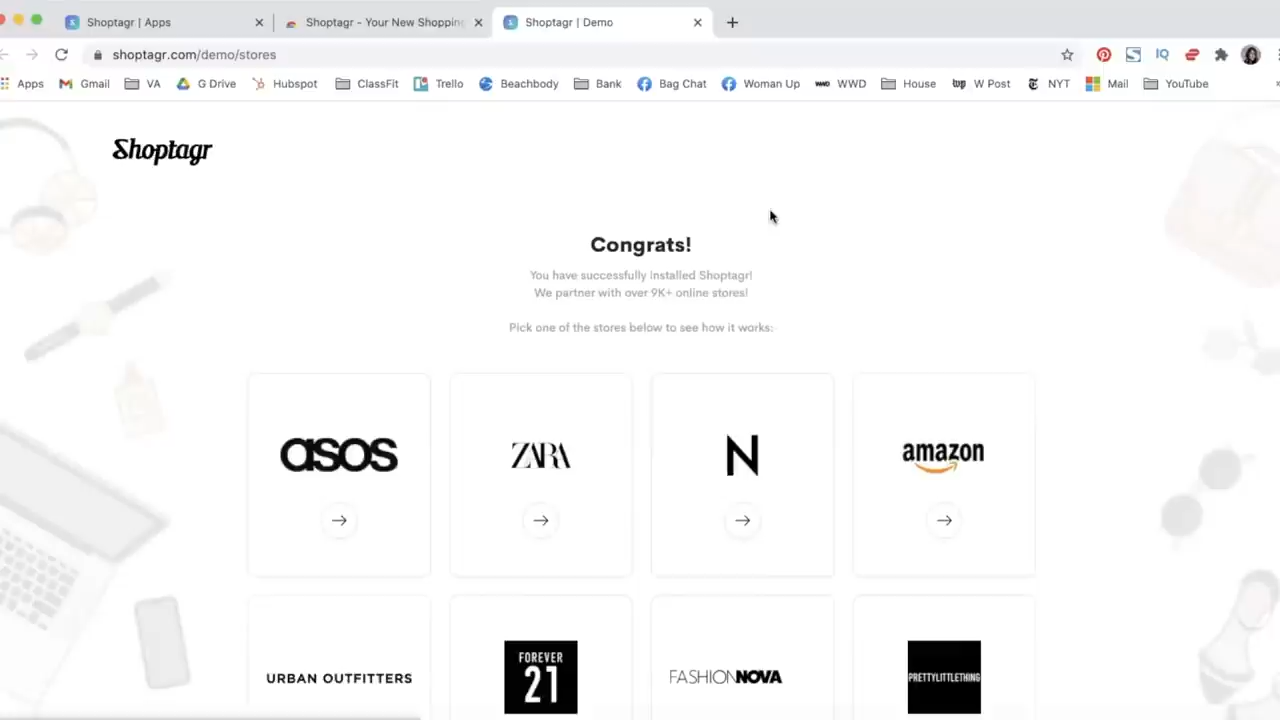 Shoptagr | Apps
Shoptagr - Your New Shopping
Shoptagr | Demo
shoptagr.com/demo/stores
Apps
Gmail
VA
G Drive
Hubspot
ClassFit
Trello
Beachbody
Bank
Bag Chat
Woman Up
WWD
House
W Post
NYT
Mail
YouTube
Shoptagr
Congrats!
You have successfully installed Shoptagr!
We partner with over 9K+ online stores!
Pick one of the stores below to see how it works:
asos
ZARA
N
amazon
URBAN OUTFITTERS
FOREVER
21
FASHIONNOVA
PRETTYLITTLETHING